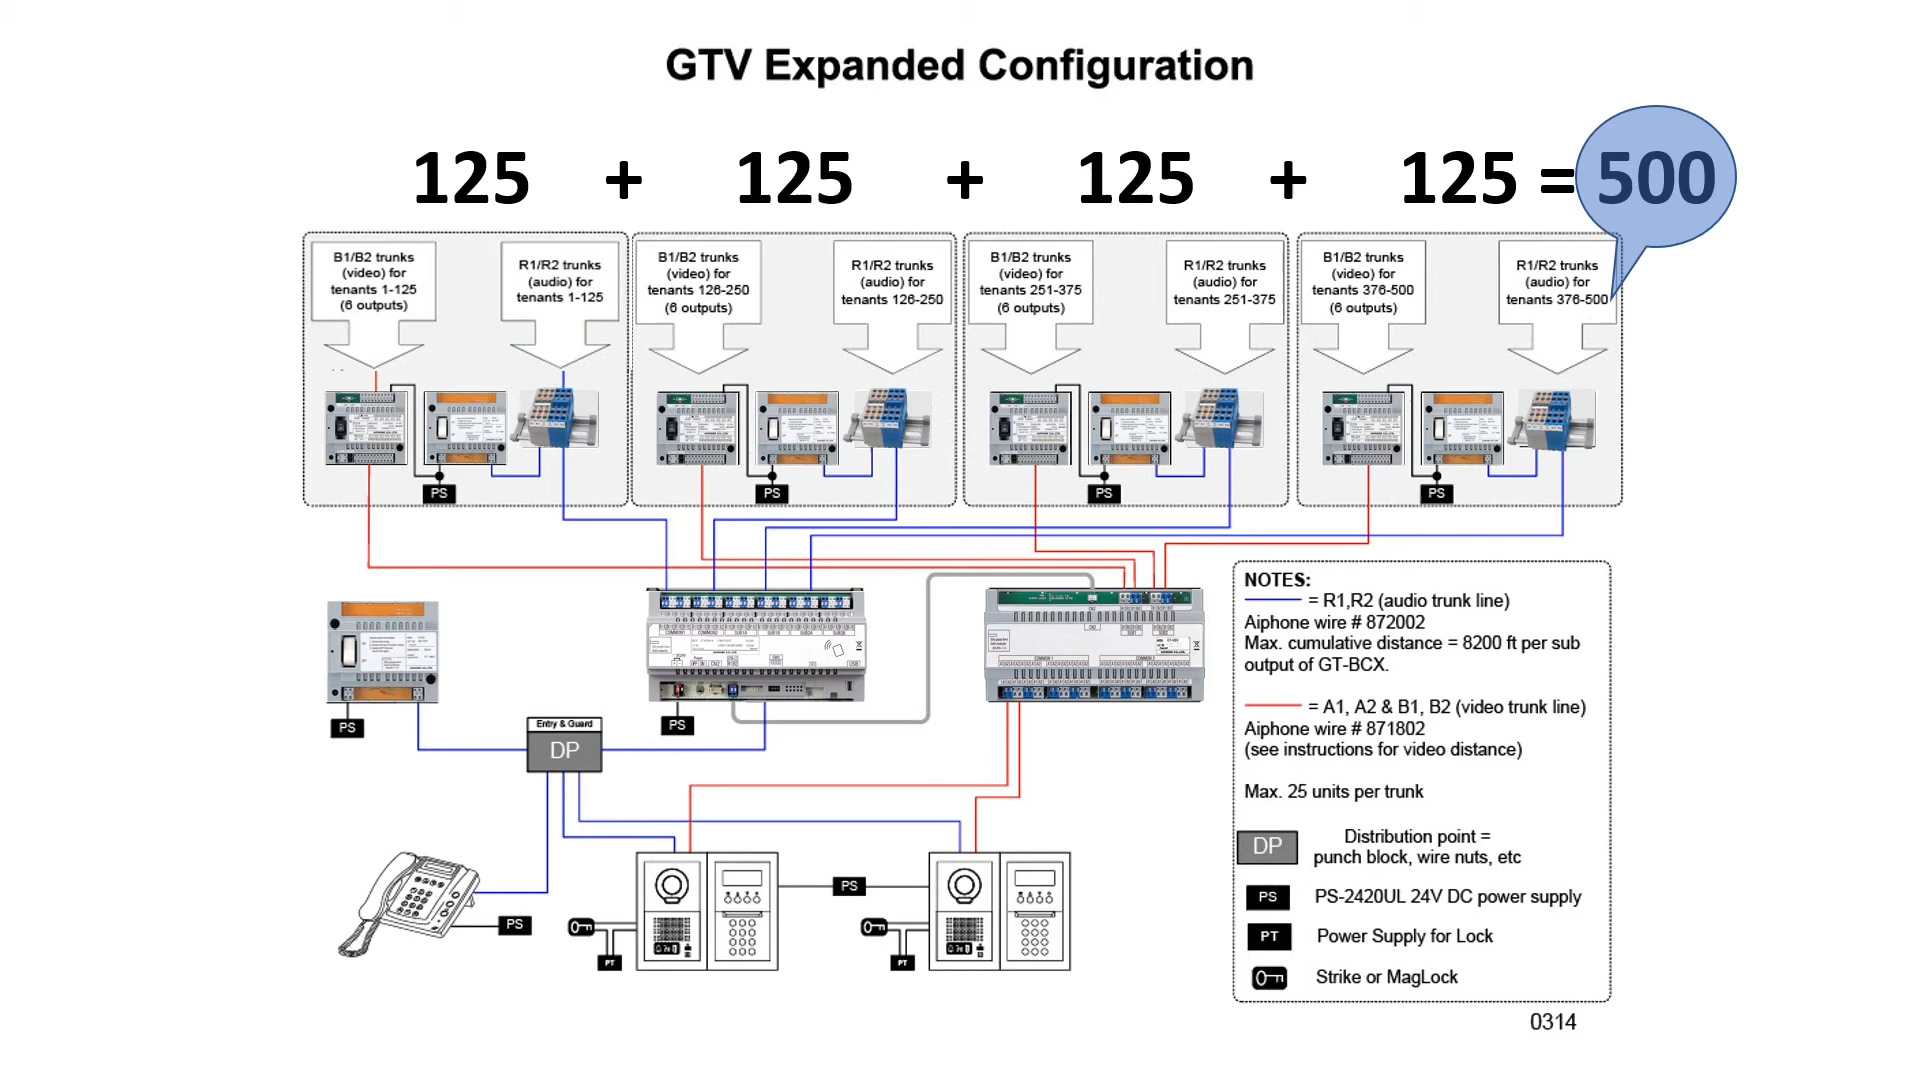 GTV Expanded Configuration
125 + 125 + 125 + 125 = 500
B1/B2 trunks
(video) for
tenants 1-125
(6 outputs)
R1/R2 trunks
(audio) for
tenants 1-125
B1/B2 trunks
(video) for
tenants 126-250
(6 outputs)
R1/R2 trunks
(audio) for
tenants 126-250
B1/B2 trunks
(video) for
tenants 251-375
(6 outputs)
R1/R2 trunks
(audio) for
tenants 251-375
B1/B2 trunks
(video) for
tenants 376-500
(6 outputs)
R1/R2 trunks
(audio) for
tenants 376-500
PS
PS
PS
PS
PS
PS
Entry & Guard
DP
PS
PS
PT
PT
NOTES:
= R1,R2 (audio trunk line)
Aiphone wire # 872002
Max. cumulative distance = 8200 ft per sub
output of GT-BCX.
= A1, A2 & B1, B2 (video trunk line)
Aiphone wire # 871802
(see instructions for video distance)
Max. 25 units per trunk
DP
Distribution point =
punch block, wire nuts, etc
PS
PS-2420UL 24V DC power supply
PT
Power Supply for Lock
Strike or MagLock
0314